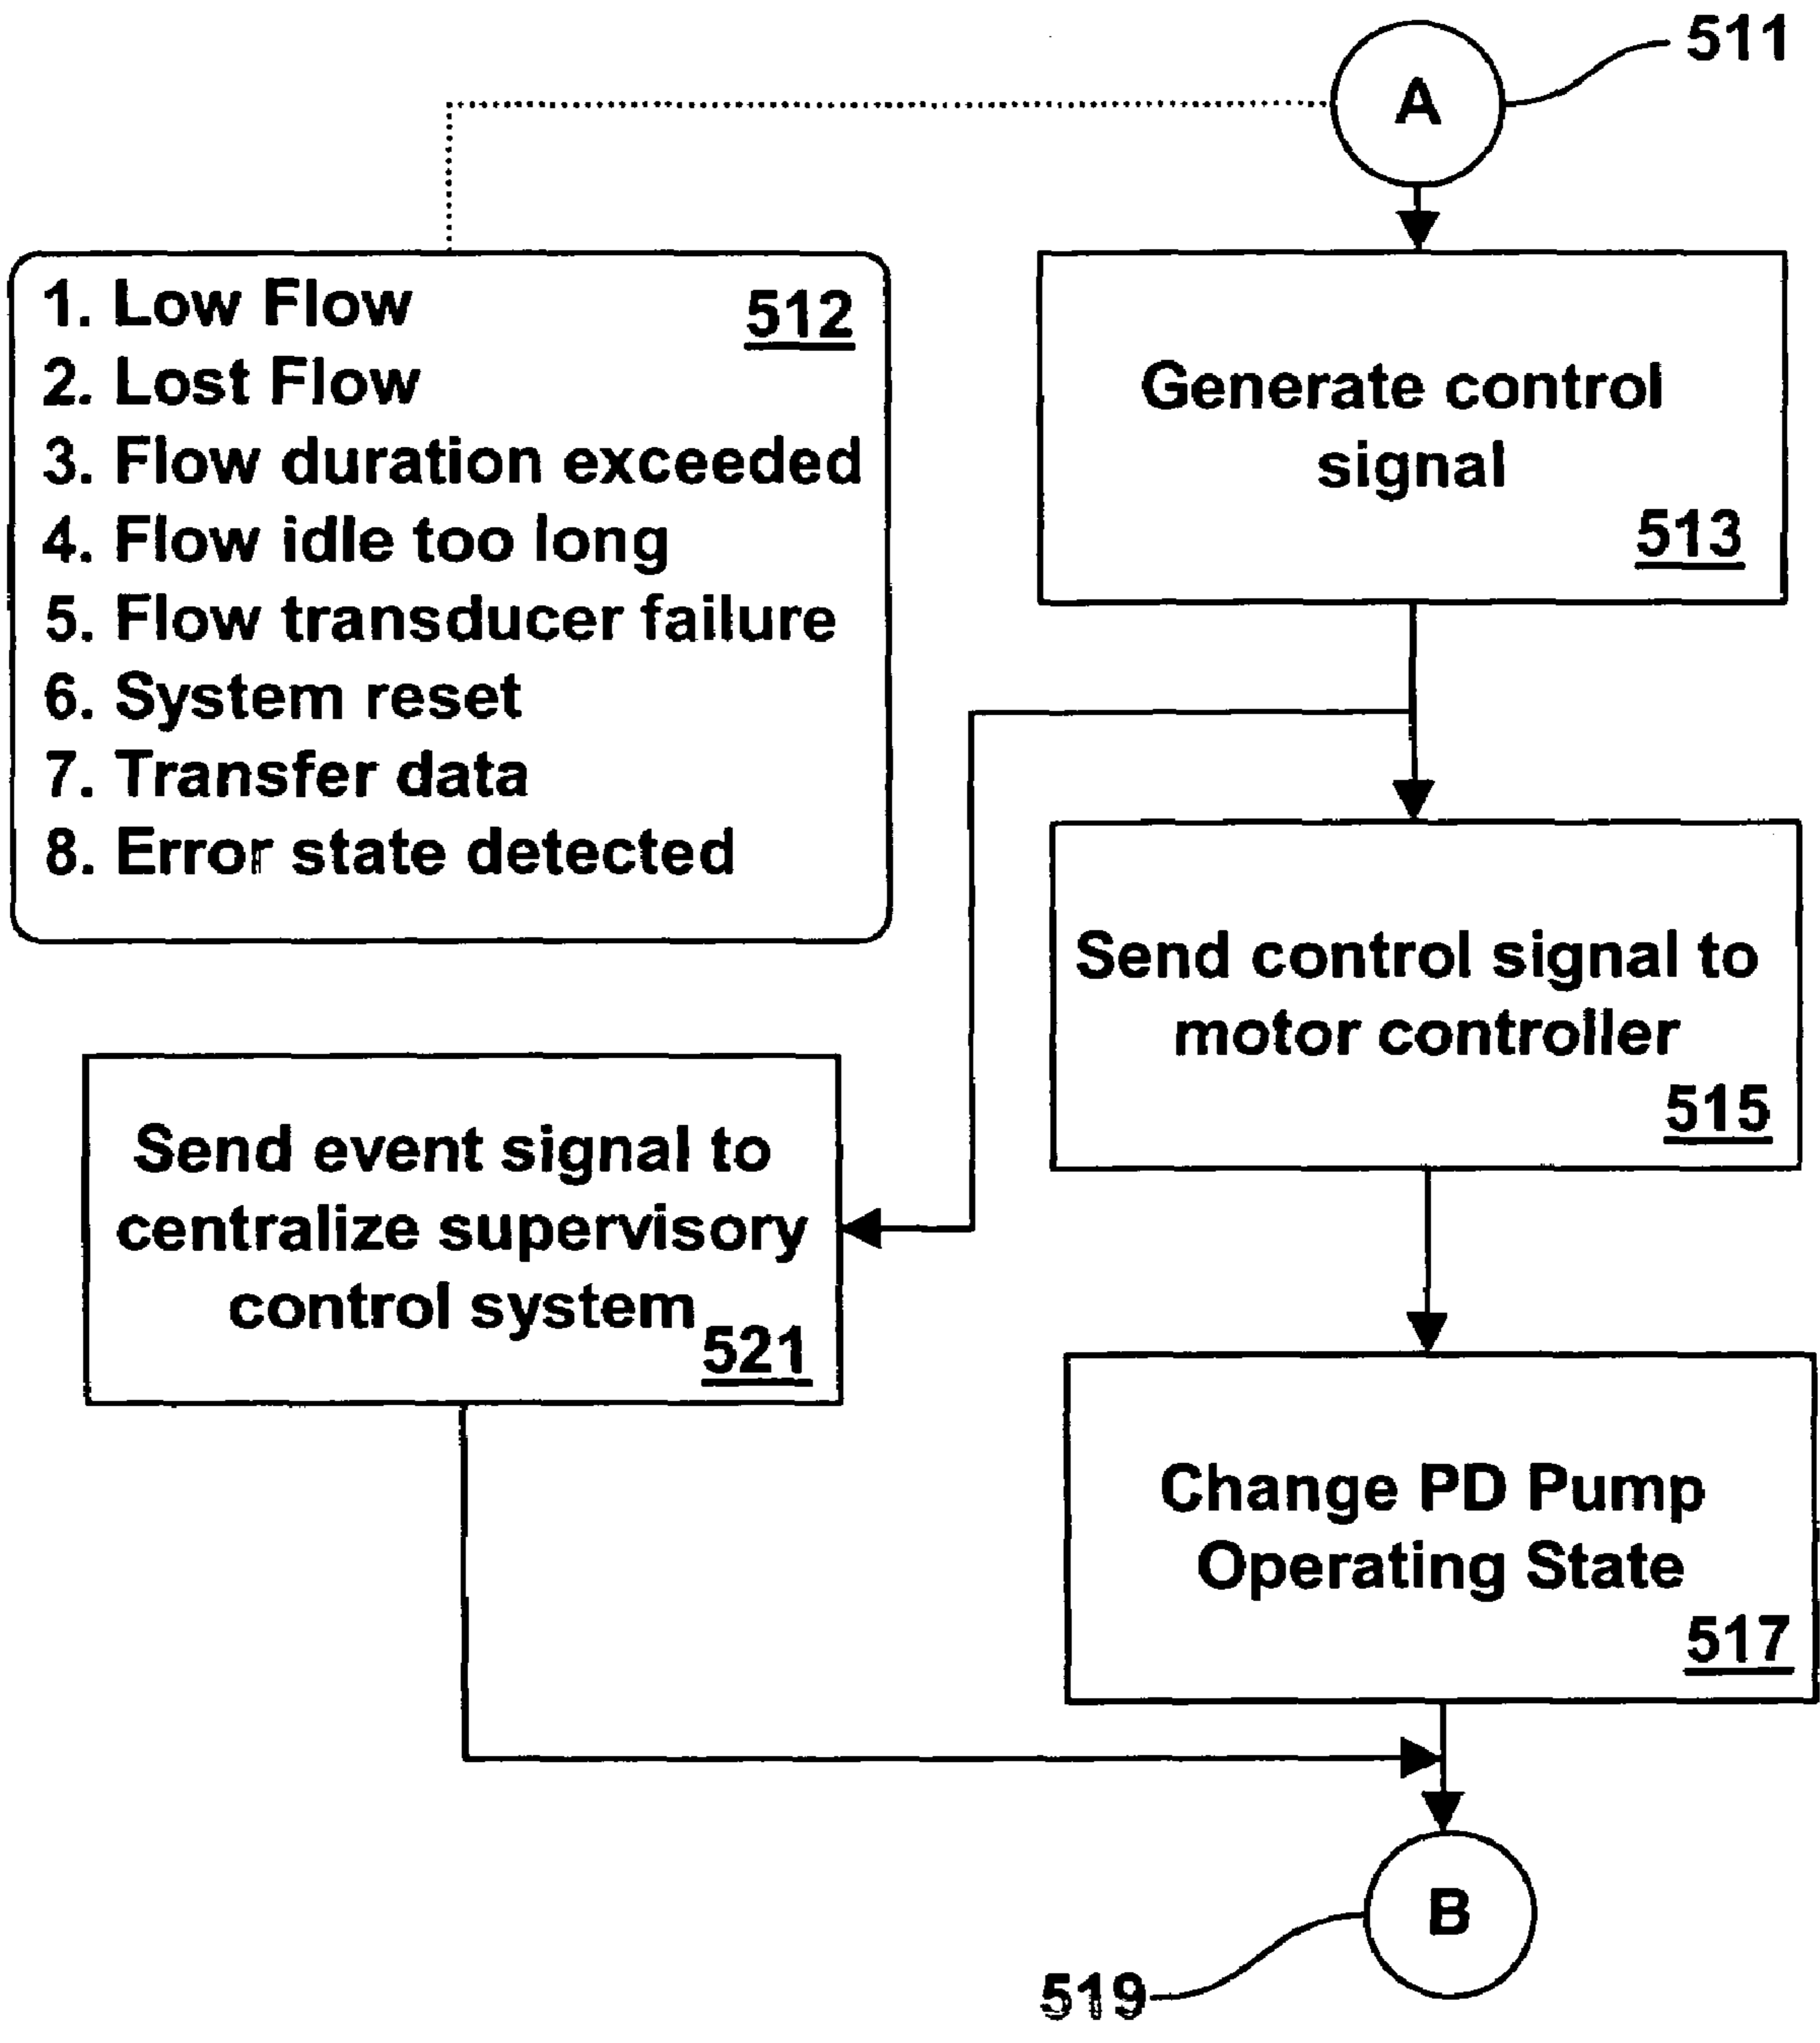 A
511
1. Low Flow
512
2. Lost Flow
3. Flow duration exceeded
4. Flow idle too long
5. Flow transducer failure
6. System reset
7. Transfer data
8. Error state detected
Generate control
signal
513
Send control signal to
motor controller
515
Send event signal to
centralize supervisory
control system
521
Change PD Pump
Operating State
517
B
519